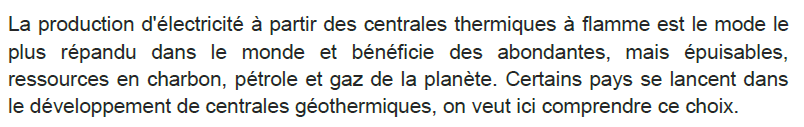 La production d'électricité à partir des centrales thermiques à flamme est le mode le
plus répandu dans le monde et bénéficie des abondantes, mais épuisables,
ressources en charbon, pétrole et gaz de la planète. Certains pays se lancent dans
le développement de centrales géothermiques, on veut ici comprendre ce choix.